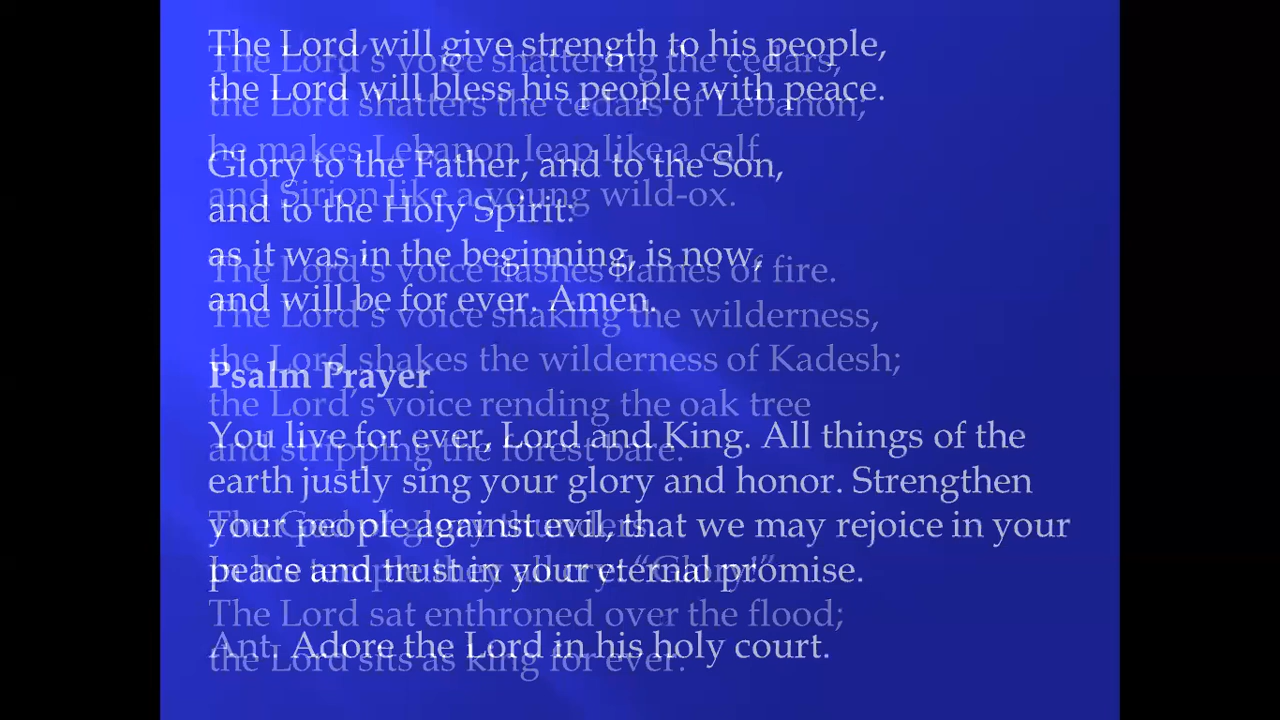 The Lord will give strength to his people,
the Lord will bless his people with peace.
Glory to the Father, and to the Son,
and to the Holy Spirit:
as it was in the beginning, is now,
and will be for ever. Amen.
Psalm Prayer
You live for ever, Lord and King. All things of the
earth justly sing your glory and honor. Strengthen
your people against evil, that we may rejoice in your
peace and trust in your eternal promise.
Ant. Adore the Lord in his holy court.
The Lord's voice shattering the cedars,
the Lord shatters the cedars of Lebanon;
he makes Lebanon leap like a calf
and Sirion like a young wild-ox.
The Lord's voice flashes flames of fire.
The Lord's voice shaking the wilderness,
the Lord shakes the wilderness of Kadesh;
the Lord’s voice rending the oak tree
and stripping the forest bare.
The God of glory thunders.
In his temple they all cry: “Glory!”
The Lord sat enthroned over the flood;
the Lord sits as king for ever.